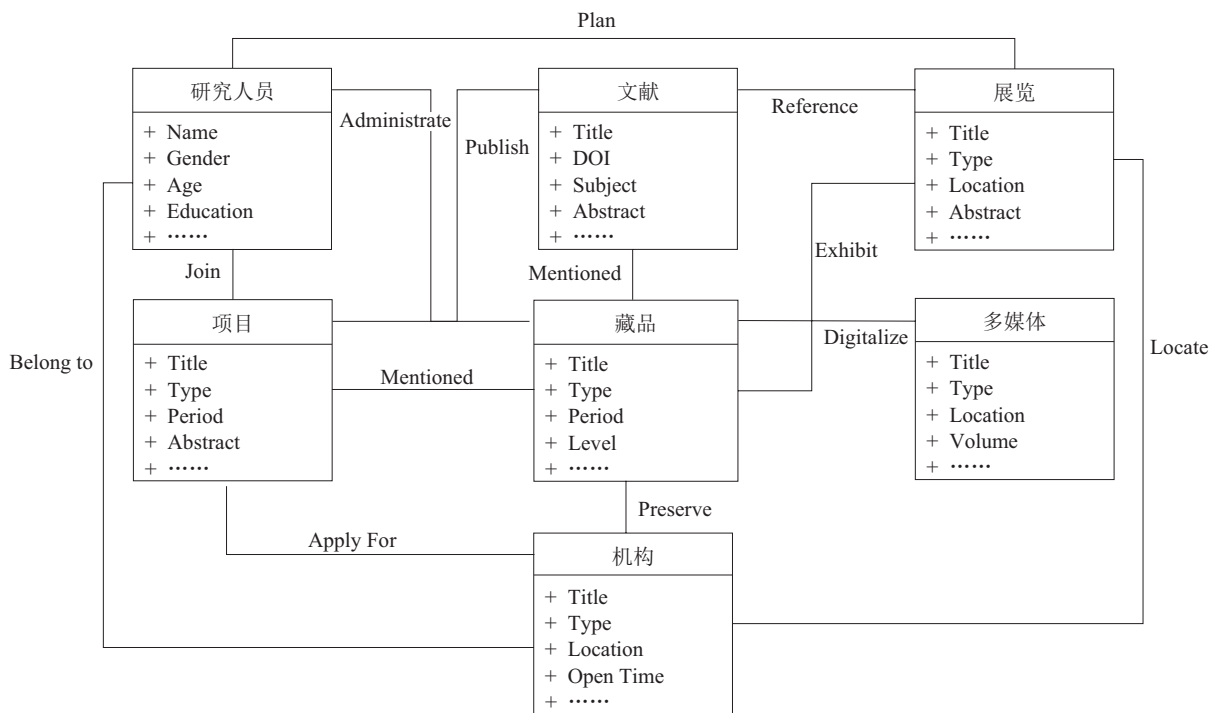 Plan
研究人员
+ Name
+ Gender
+ Age
+ Education
+ ……
Administrate
Publish
文献
+ Title
+ DOI
+ Subject
+ Abstract
+ ……
Reference
展览
+ Title
+ Type
+ Location
+ Abstract
+ ……
Join
Mentioned
Exhibit
项目
+ Title
+ Type
+ Period
+ Abstract
+ ……
Belong to
Mentioned
藏品
+ Title
+ Type
+ Period
+ Level
+ ……
Digitalize
多媒体
+ Title
+ Type
+ Location
+ Volume
+ ……
Locate
Preserve
Apply For
机构
+ Title
+ Type
+ Location
+ Open Time
+ ……